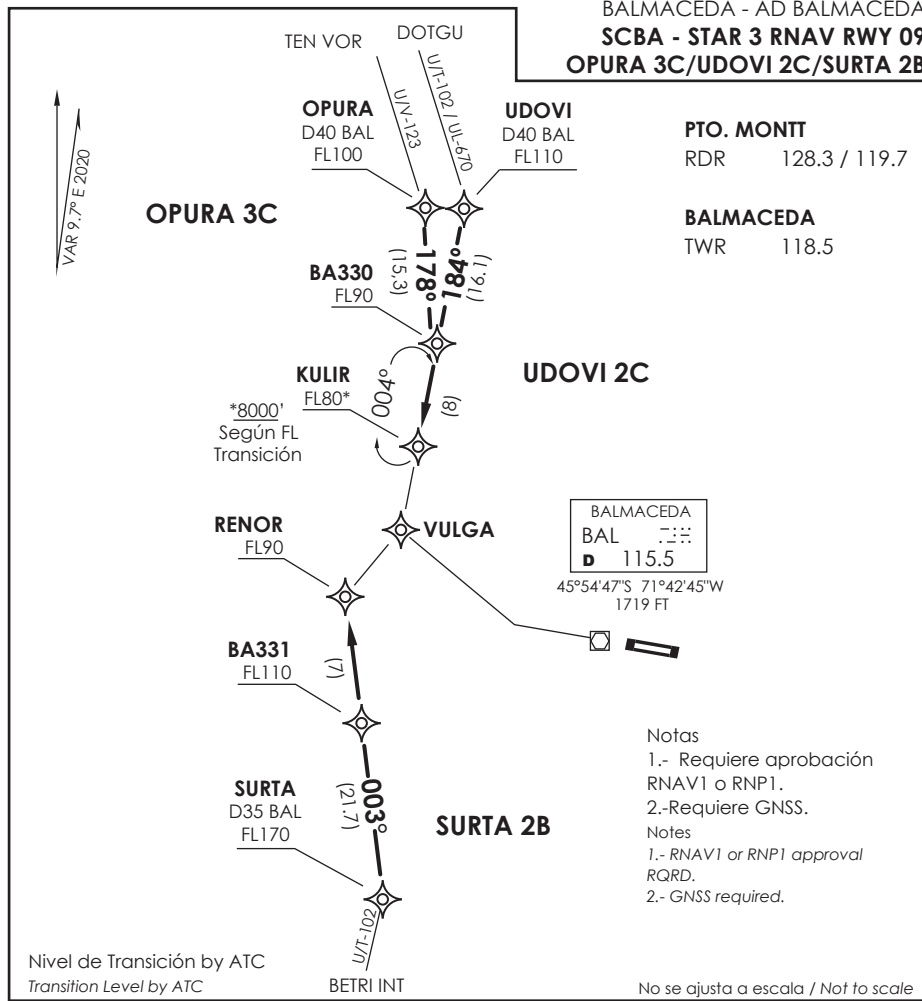 BALMACEDA - AD BALMACEDA
SCBA - STAR 3 RNAV RWY 09
OPURA 3C/UDOVI 2C/SURTA 2B
TEN VOR
DOTGU
U/V-123
U/T-102 / UL-670
VAR 9.7° E 2020
OPURA
D40 BAL
FL100
UDOVI
D40 BAL
FL110
PTO. MONTT
RDR 128.3 / 119.7
BALMACEDA
TWR 118.5
OPURA 3C
178°
(15,3)
184°
(16.1)
BA330
FL90
UDOVI 2C
KULIR
FL80*
004°
(8)
*8000'
Según FL
Transición
RENOR
FL90
VULGA
BALMACEDA
BAL
D 115.5
45°54'47"S 71°42'45"W
1719 FT
BA331
FL110
(7)
SURTA
D35 BAL
FL170
003°
(21.7)
SURTA 2B
U/T-102
BETRI INT
Notas
1.- Requiere aprobación
RNAV1 o RNP1.
2.-Requiere GNSS.
Notes
1.- RNAV1 or RNP1 approval
RQRD.
2.- GNSS required.
Nivel de Transición by ATC
Transition Level by ATC
No se ajusta a escala / Not to scale